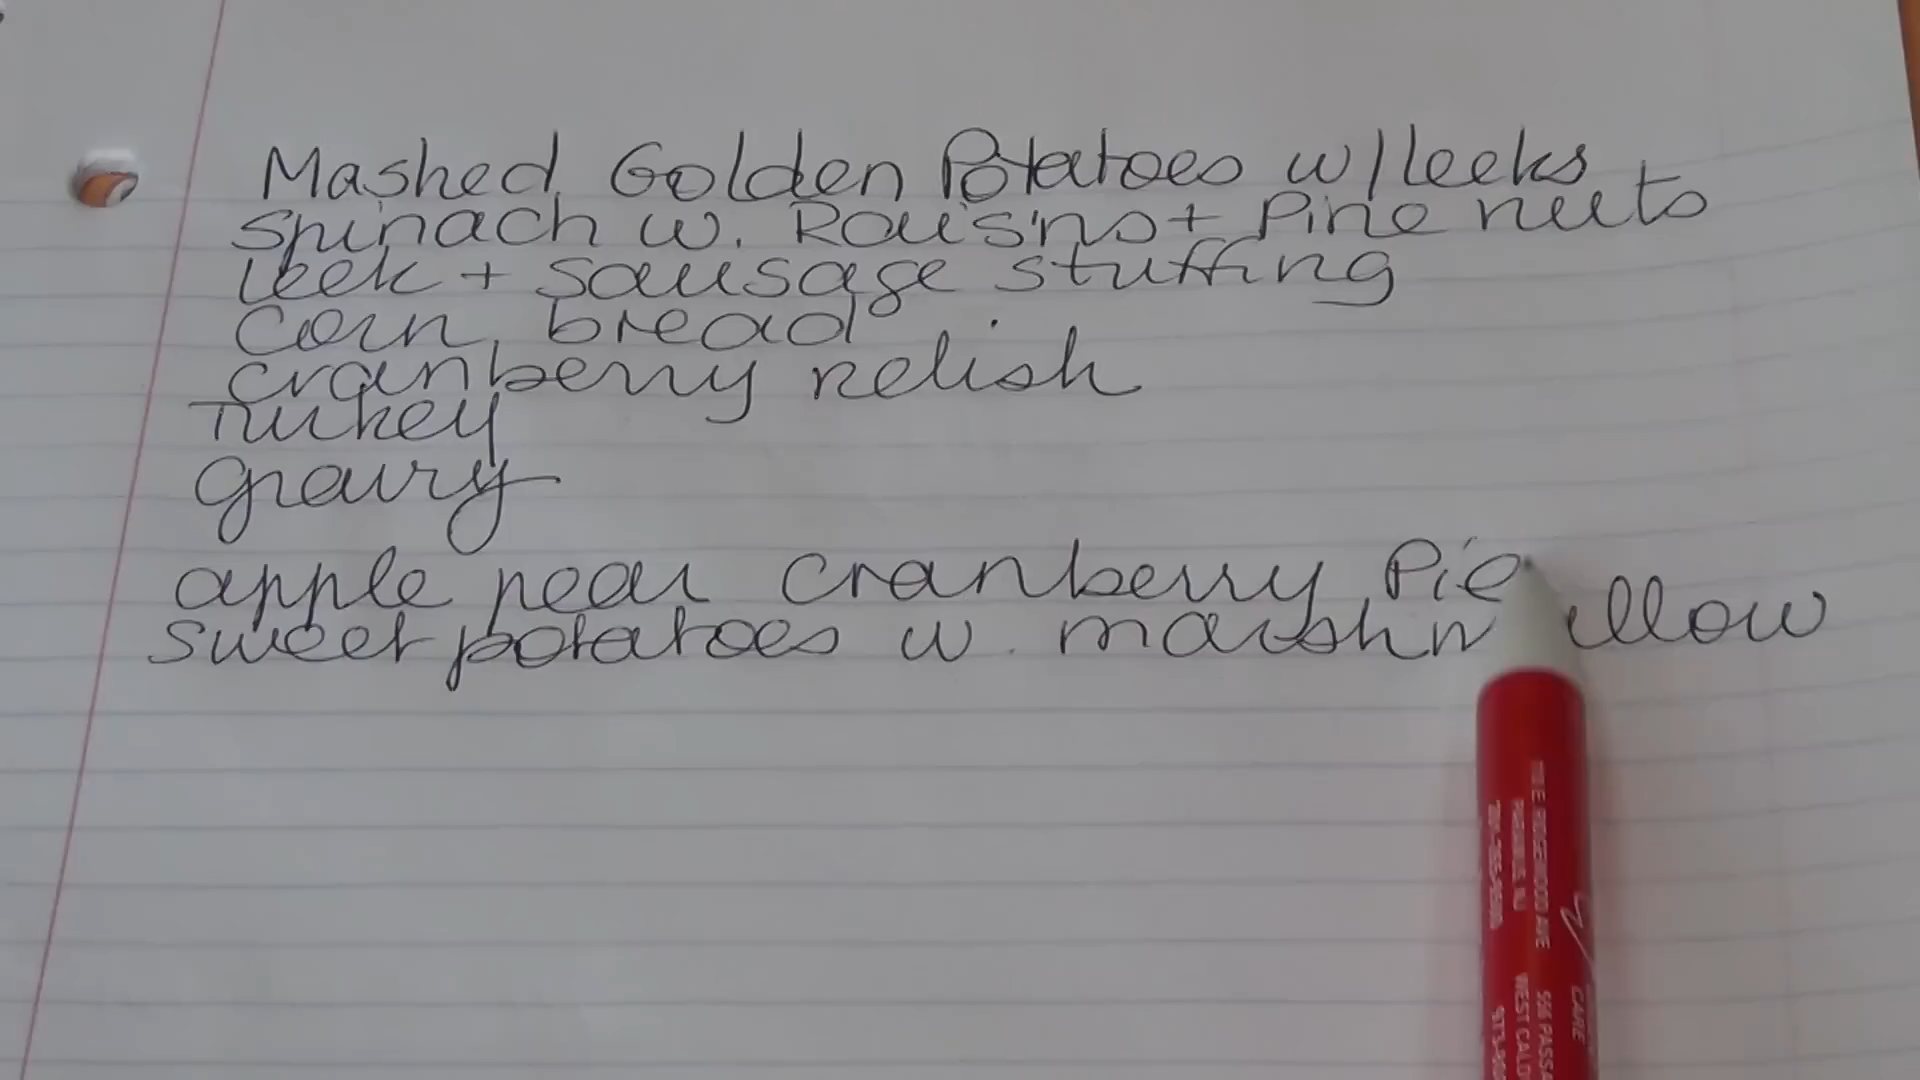 Mashed Golden Potatoes w/leeks
Spinach w. Raisins + Pine nuts
leek + sausage stuffing
Corn bread
cranberry relish
Turkey
gravy
apple pear cranberry Pie
sweet potatoes w. marshmallow
CARE